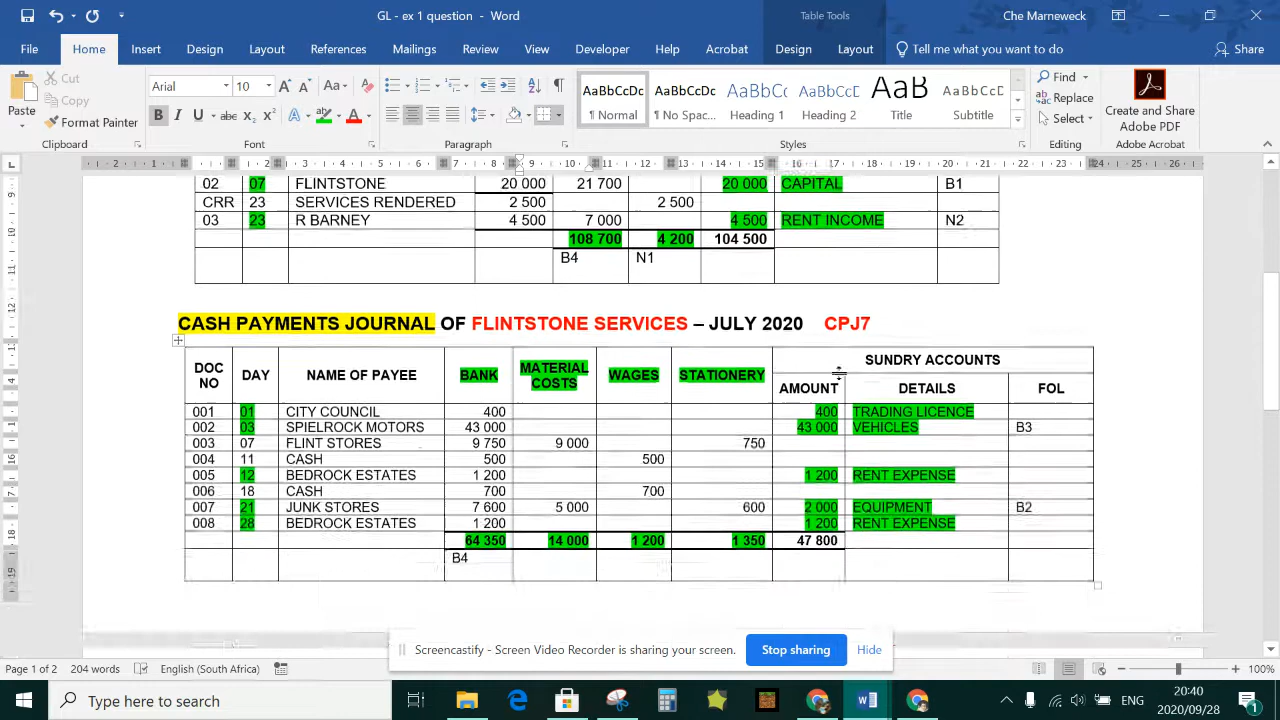 GL - ex 1 question - Word
Table Tools
Che Marneweck
File Home Insert Design Layout References Mailings Review View Developer Help Acrobat Design Layout Tell me what you want to do Share
Paste Cut Copy Format Painter
Clipboard
Arial 10
Font
Paragraph
AaBbCcDc ¶ Normal
AaBbCcDc ¶ No Spac...
AaBbCc Heading 1
AaBbCcD Heading 2
AaB Title
AaBbCcD Subtitle
Styles
Find
Replace
Select
Editing
Create and Share Adobe PDF
Adobe Acrobat
02 07 FLINTSTONE 20 000 21 700 20 000 CAPITAL B1
CRR 23 SERVICES RENDERED 2 500 2 500
03 23 R BARNEY 4 500 7 000 4 500 RENT INCOME N2
108 700 4 200 104 500
B4 N1
CASH PAYMENTS JOURNAL OF FLINTSTONE SERVICES – JULY 2020 CPJ7
DOC NO DAY NAME OF PAYEE BANK MATERIAL COSTS WAGES STATIONERY SUNDRY ACCOUNTS
AMOUNT DETAILS FOL
001 01 CITY COUNCIL 400 400 TRADING LICENCE
002 03 SPIELROCK MOTORS 43 000 43 000 VEHICLES B3
003 07 FLINT STORES 9 750 9 000 750
004 11 CASH 500 500
005 12 BEDROCK ESTATES 1 200 1 200 RENT EXPENSE
006 18 CASH 700 700
007 21 JUNK STORES 7 600 5 000 600 2 000 EQUIPMENT B2
008 28 BEDROCK ESTATES 1 200 1 200 RENT EXPENSE
64 350 14 000 1 200 1 350 47 800
B4
Screencastify - Screen Video Recorder is sharing your screen. Stop sharing Hide
Page 1 of 2 204 words English (South Africa) 100%
Type here to search
ENG
20:40
2020/09/28